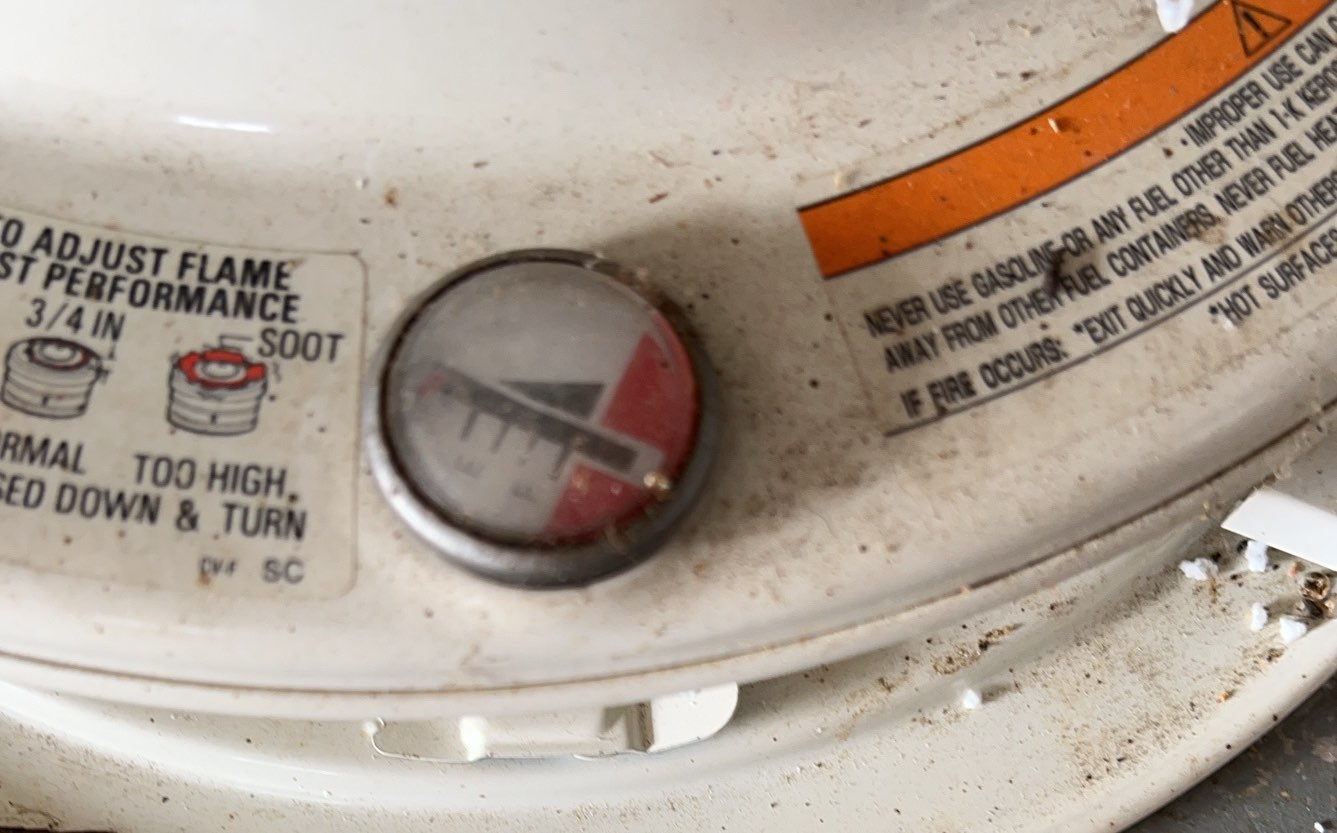 O ADJUST FLAME
ST PERFORMANCE
3/4 IN
SOOT
RMAL TOO HIGH.
SED DOWN & TURN
SC
E
F
IMPROPER USE CAN
NEVER USE GASOLINE OR ANY FUEL OTHER THAN 1-K KERO
AWAY FROM OTHER FUEL CONTAINERS. NEVER FUEL HEA
IF FIRE OCCURS: *EXIT QUICKLY AND WARN OTHERS
*HOT SURFACES